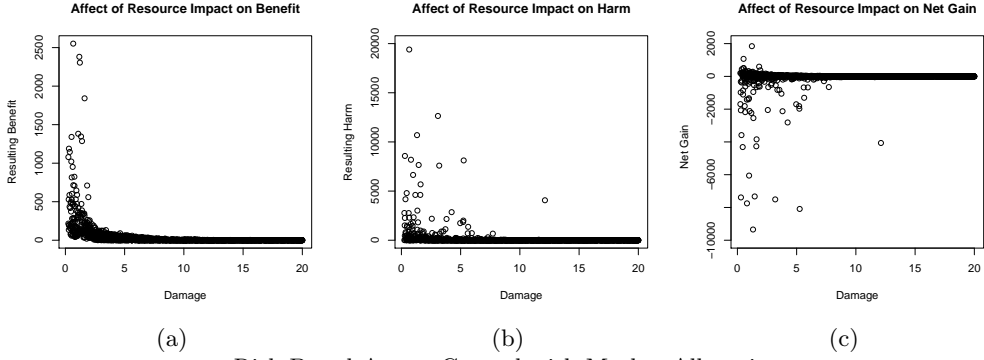 Affect of Resource Impact on Benefit
Resulting Benefit
2500
2000
1500
1000
500
0
0 5 10 15 20
Damage
(a)
Affect of Resource Impact on Harm
Resulting Harm
20000
15000
10000
5000
0
0 5 10 15 20
Damage
(b)
Affect of Resource Impact on Net Gain
Net Gain
2000
0
-2000
-6000
-10000
0 5 10 15 20
Damage
(c)